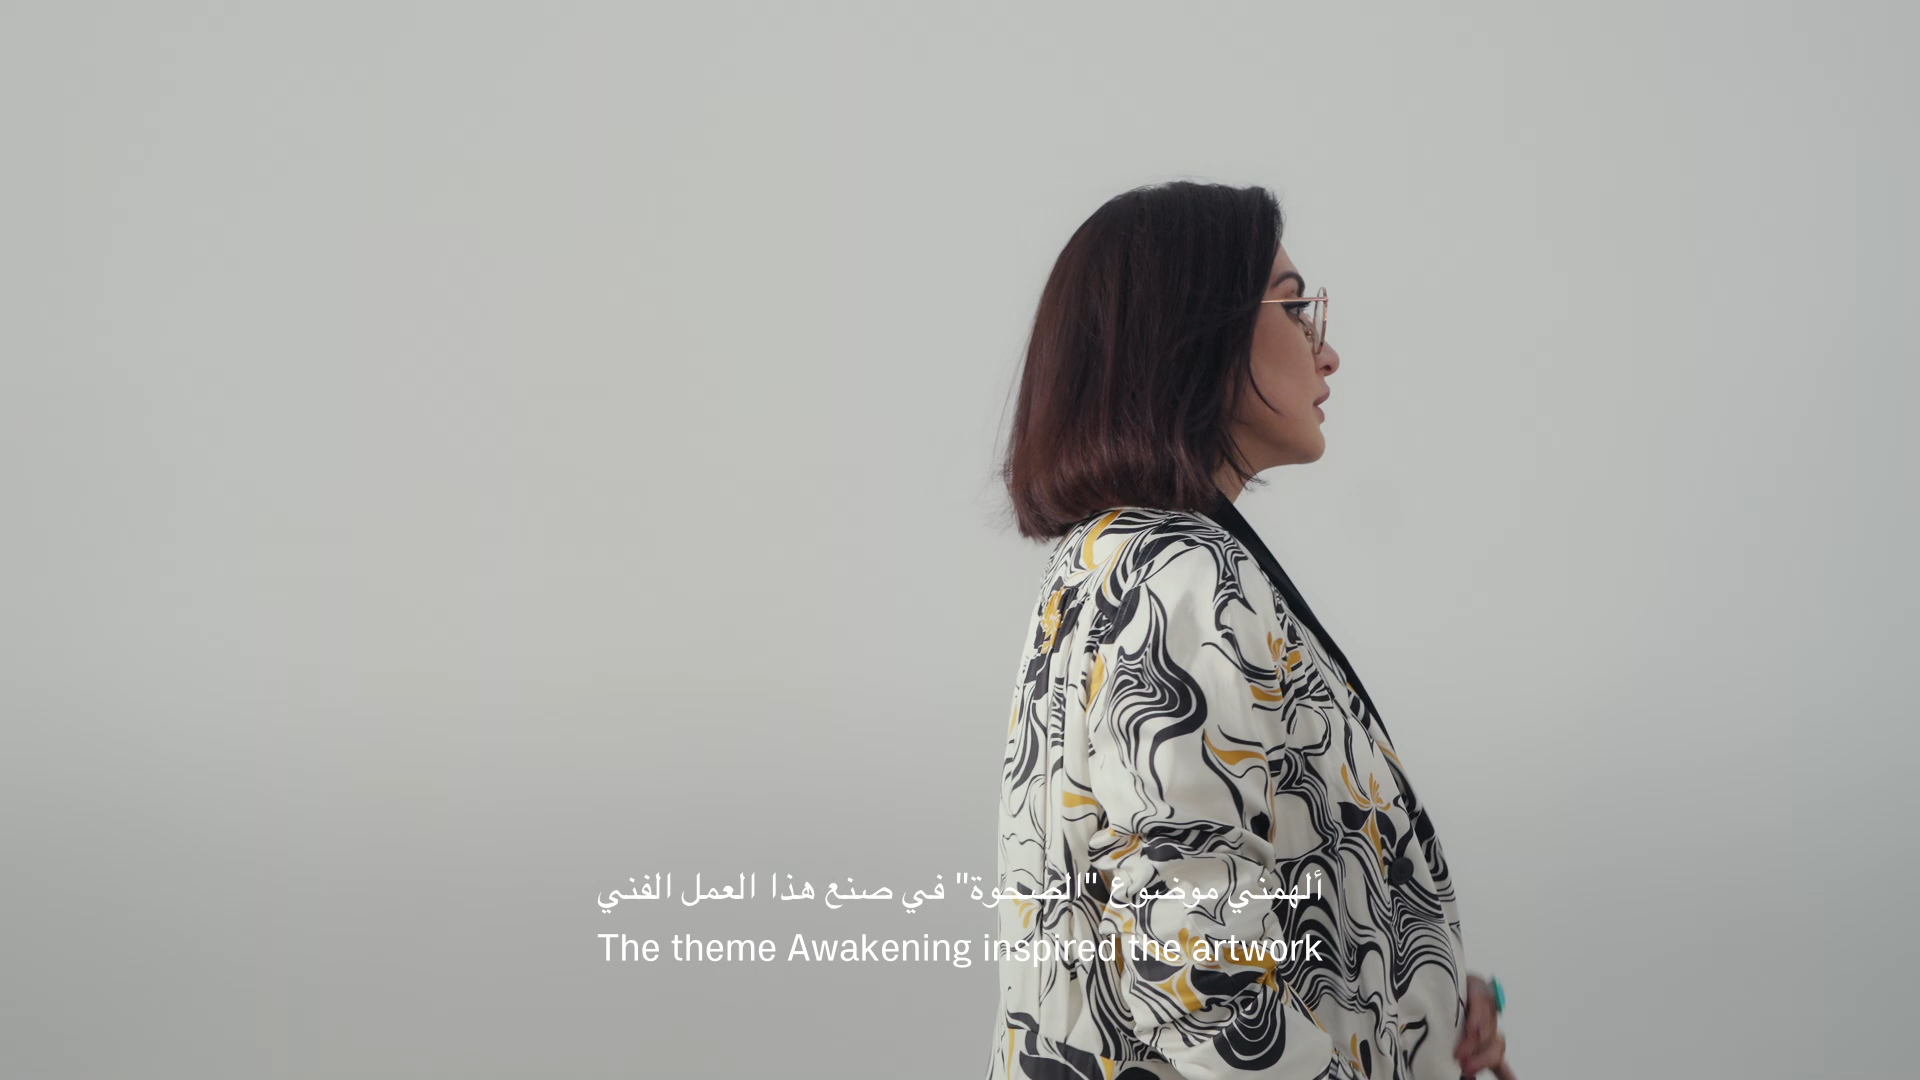 ألهمني موضوع "الصحوة" في صنع هذا العمل الفني
The theme Awakening inspired the artwork